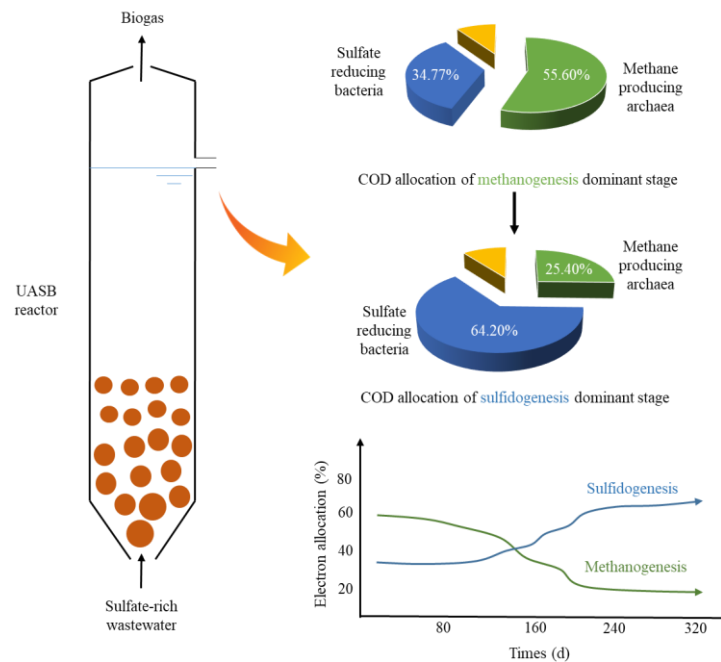 Biogas
UASB
reactor
Sulfate-rich
wastewater
Sulfate
reducing
bacteria
34.77%
55.60%
Methane
producing
archaea
COD allocation of methanogenesis dominant stage
25.40%
Methane
producing
archaea
Sulfate
reducing
bacteria
64.20%
COD allocation of sulfidogenesis dominant stage
Electron allocation (%)
80
60
40
20
Sulfidogenesis
Methanogenesis
80
160
240
320
Times (d)